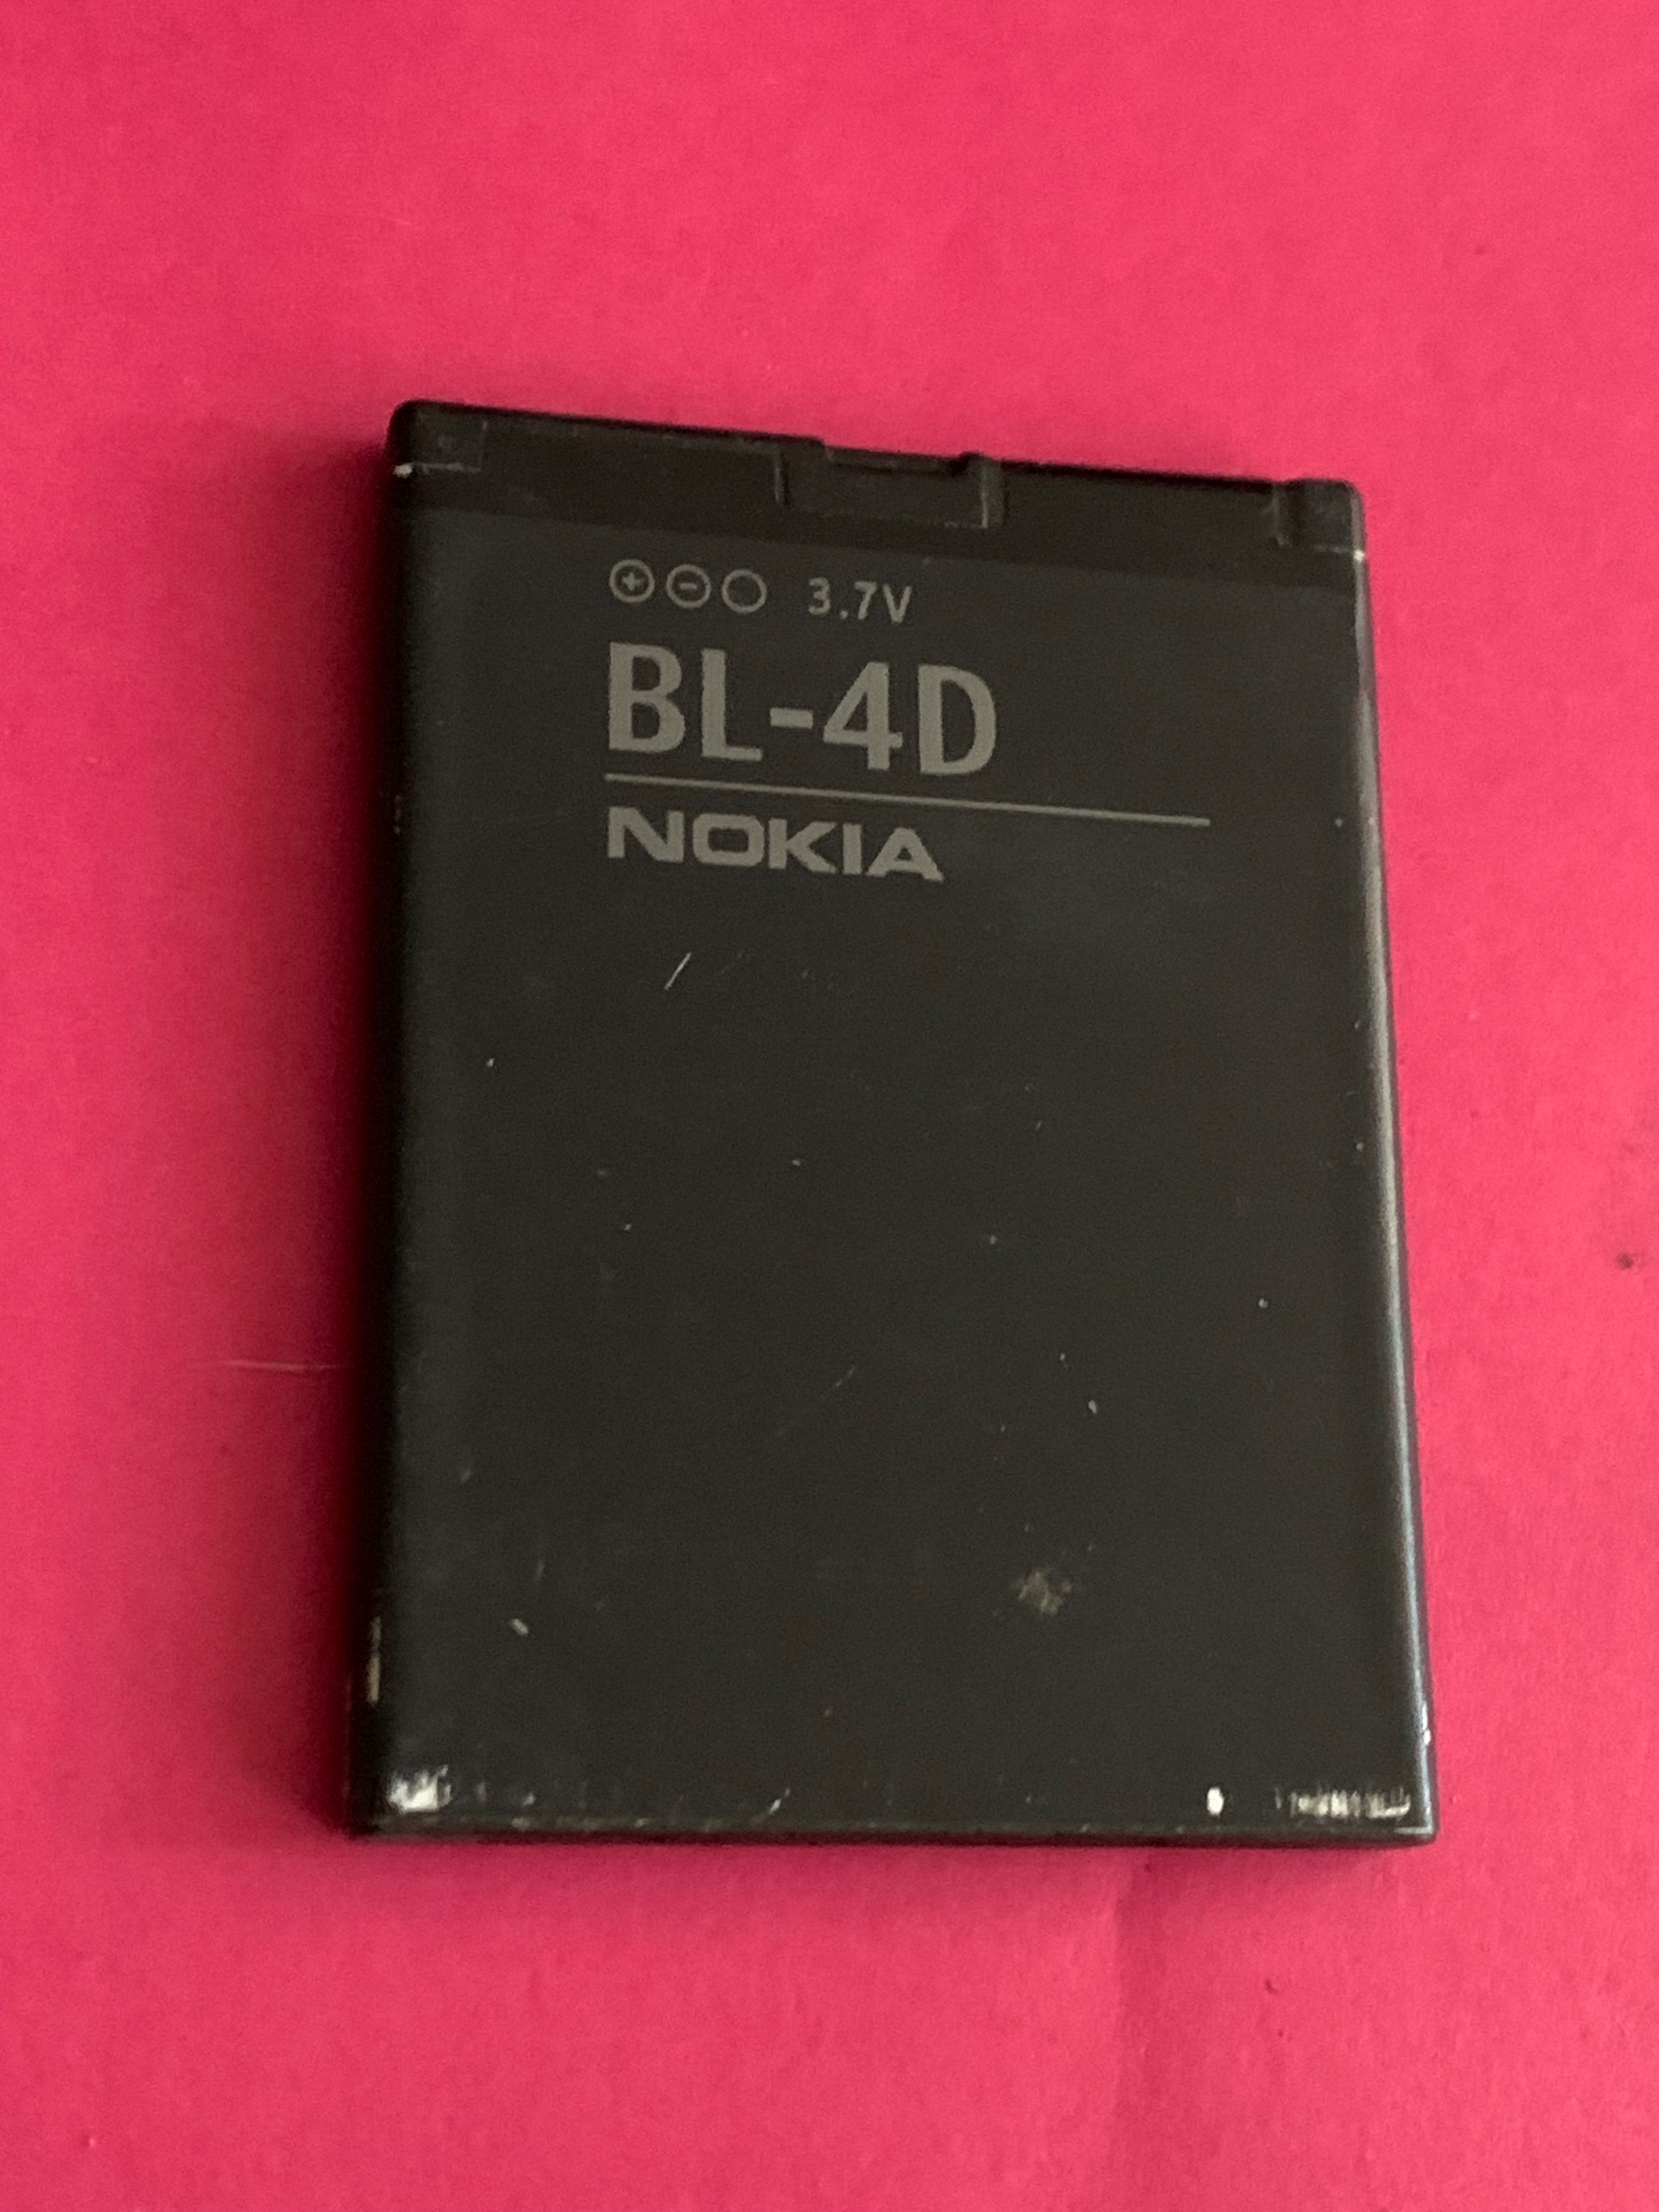 ⊕⊖○ 3.7V
BL-4D
NOKIA